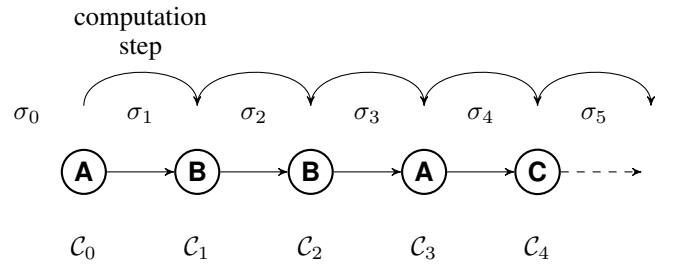 computation
step
σ₀ σ₁ σ₂ σ₃ σ₄ σ₅
A B B A C
𝒞₀ 𝒞₁ 𝒞₂ 𝒞₃ 𝒞₄